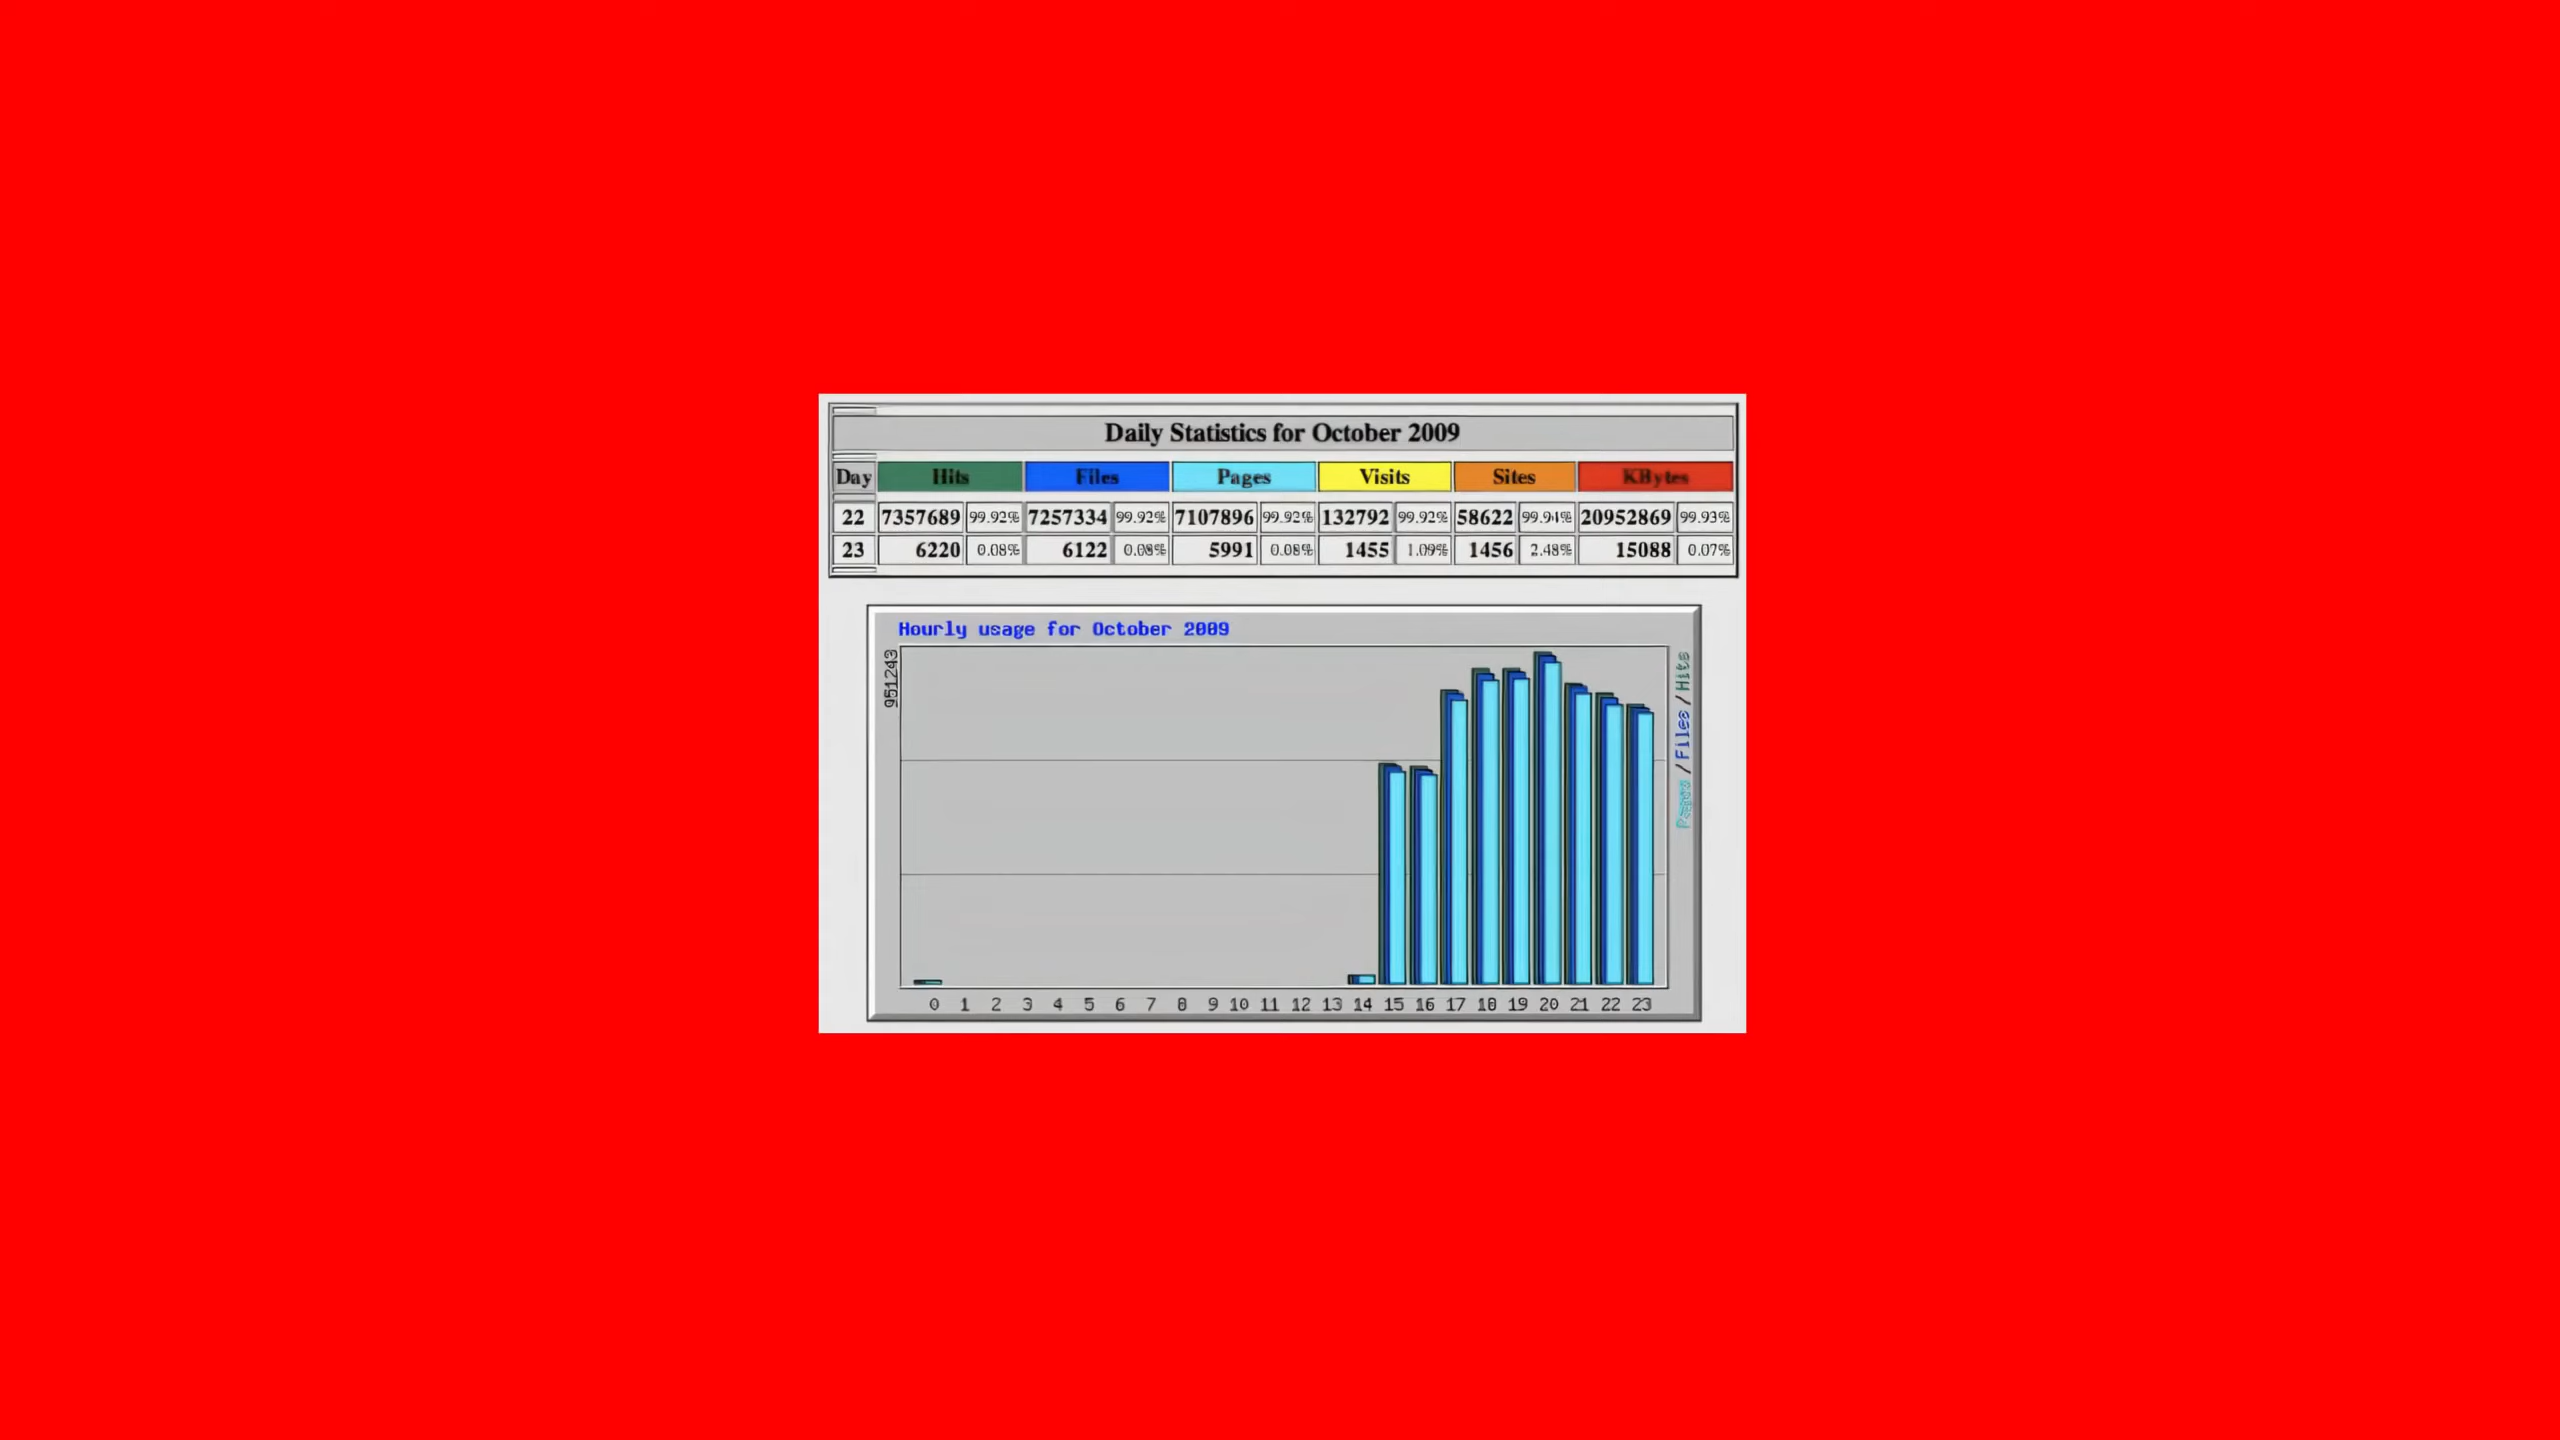 Daily Statistics for October 2009
Day Hits Files Pages Visits Sites KBytes
22 7357689 99.92% 7257334 99.92% 7107896 99.92% 132792 99.92% 58622 99.94% 20952869 99.93%
23 6220 0.08% 6122 0.08% 5991 0.08% 1455 1.09% 1456 2.48% 15088 0.07%
Hourly usage for October 2009
951243
Pages / Files / Hits
0 1 2 3 4 5 6 7 8 9 10 11 12 13 14 15 16 17 18 19 20 21 22 23